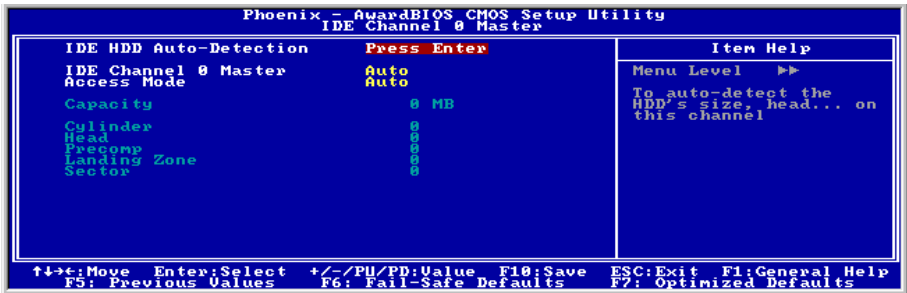 Phoenix - AwardBIOS CMOS Setup Utility
IDE Channel 0 Master
IDE HDD Auto-Detection Press Enter
IDE Channel 0 Master Auto
Access Mode Auto
Capacity 0 MB
Cylinder 0
Head 0
Precomp 0
Landing Zone 0
Sector 0
Item Help
Menu Level ▶▶
To auto-detect the
HDD's size, head... on
this channel
↑↓→←:Move Enter:Select +/-/PU/PD:Value F10:Save ESC:Exit F1:General Help
F5: Previous Values F6: Fail-Safe Defaults F7: Optimized Defaults